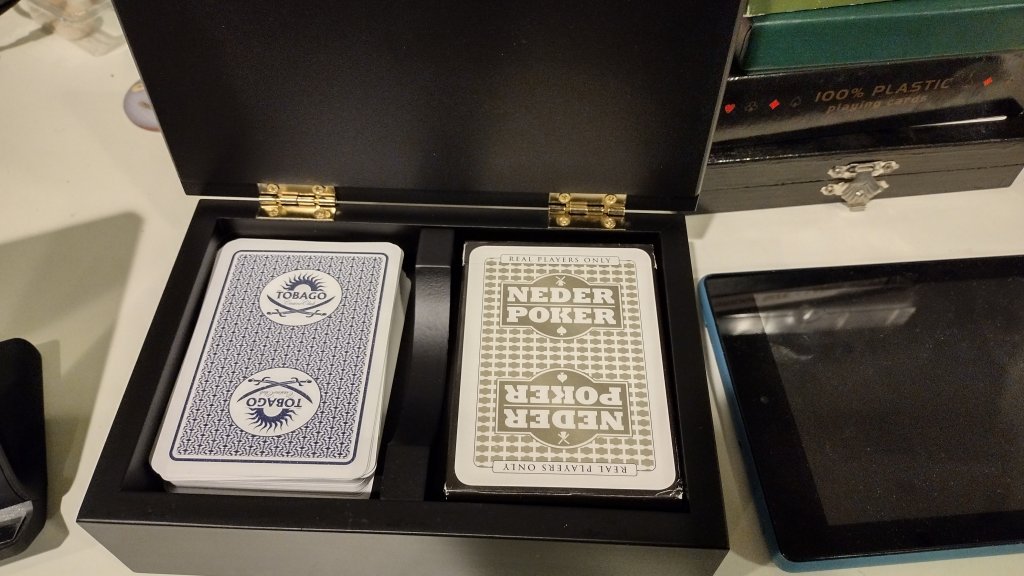 100% PLASTIC
playing cards
TOBAGO
TOBAGO
REAL PLAYERS ONLY
NEDER
POKER
NEDER
POKER
REAL PLAYERS ONLY